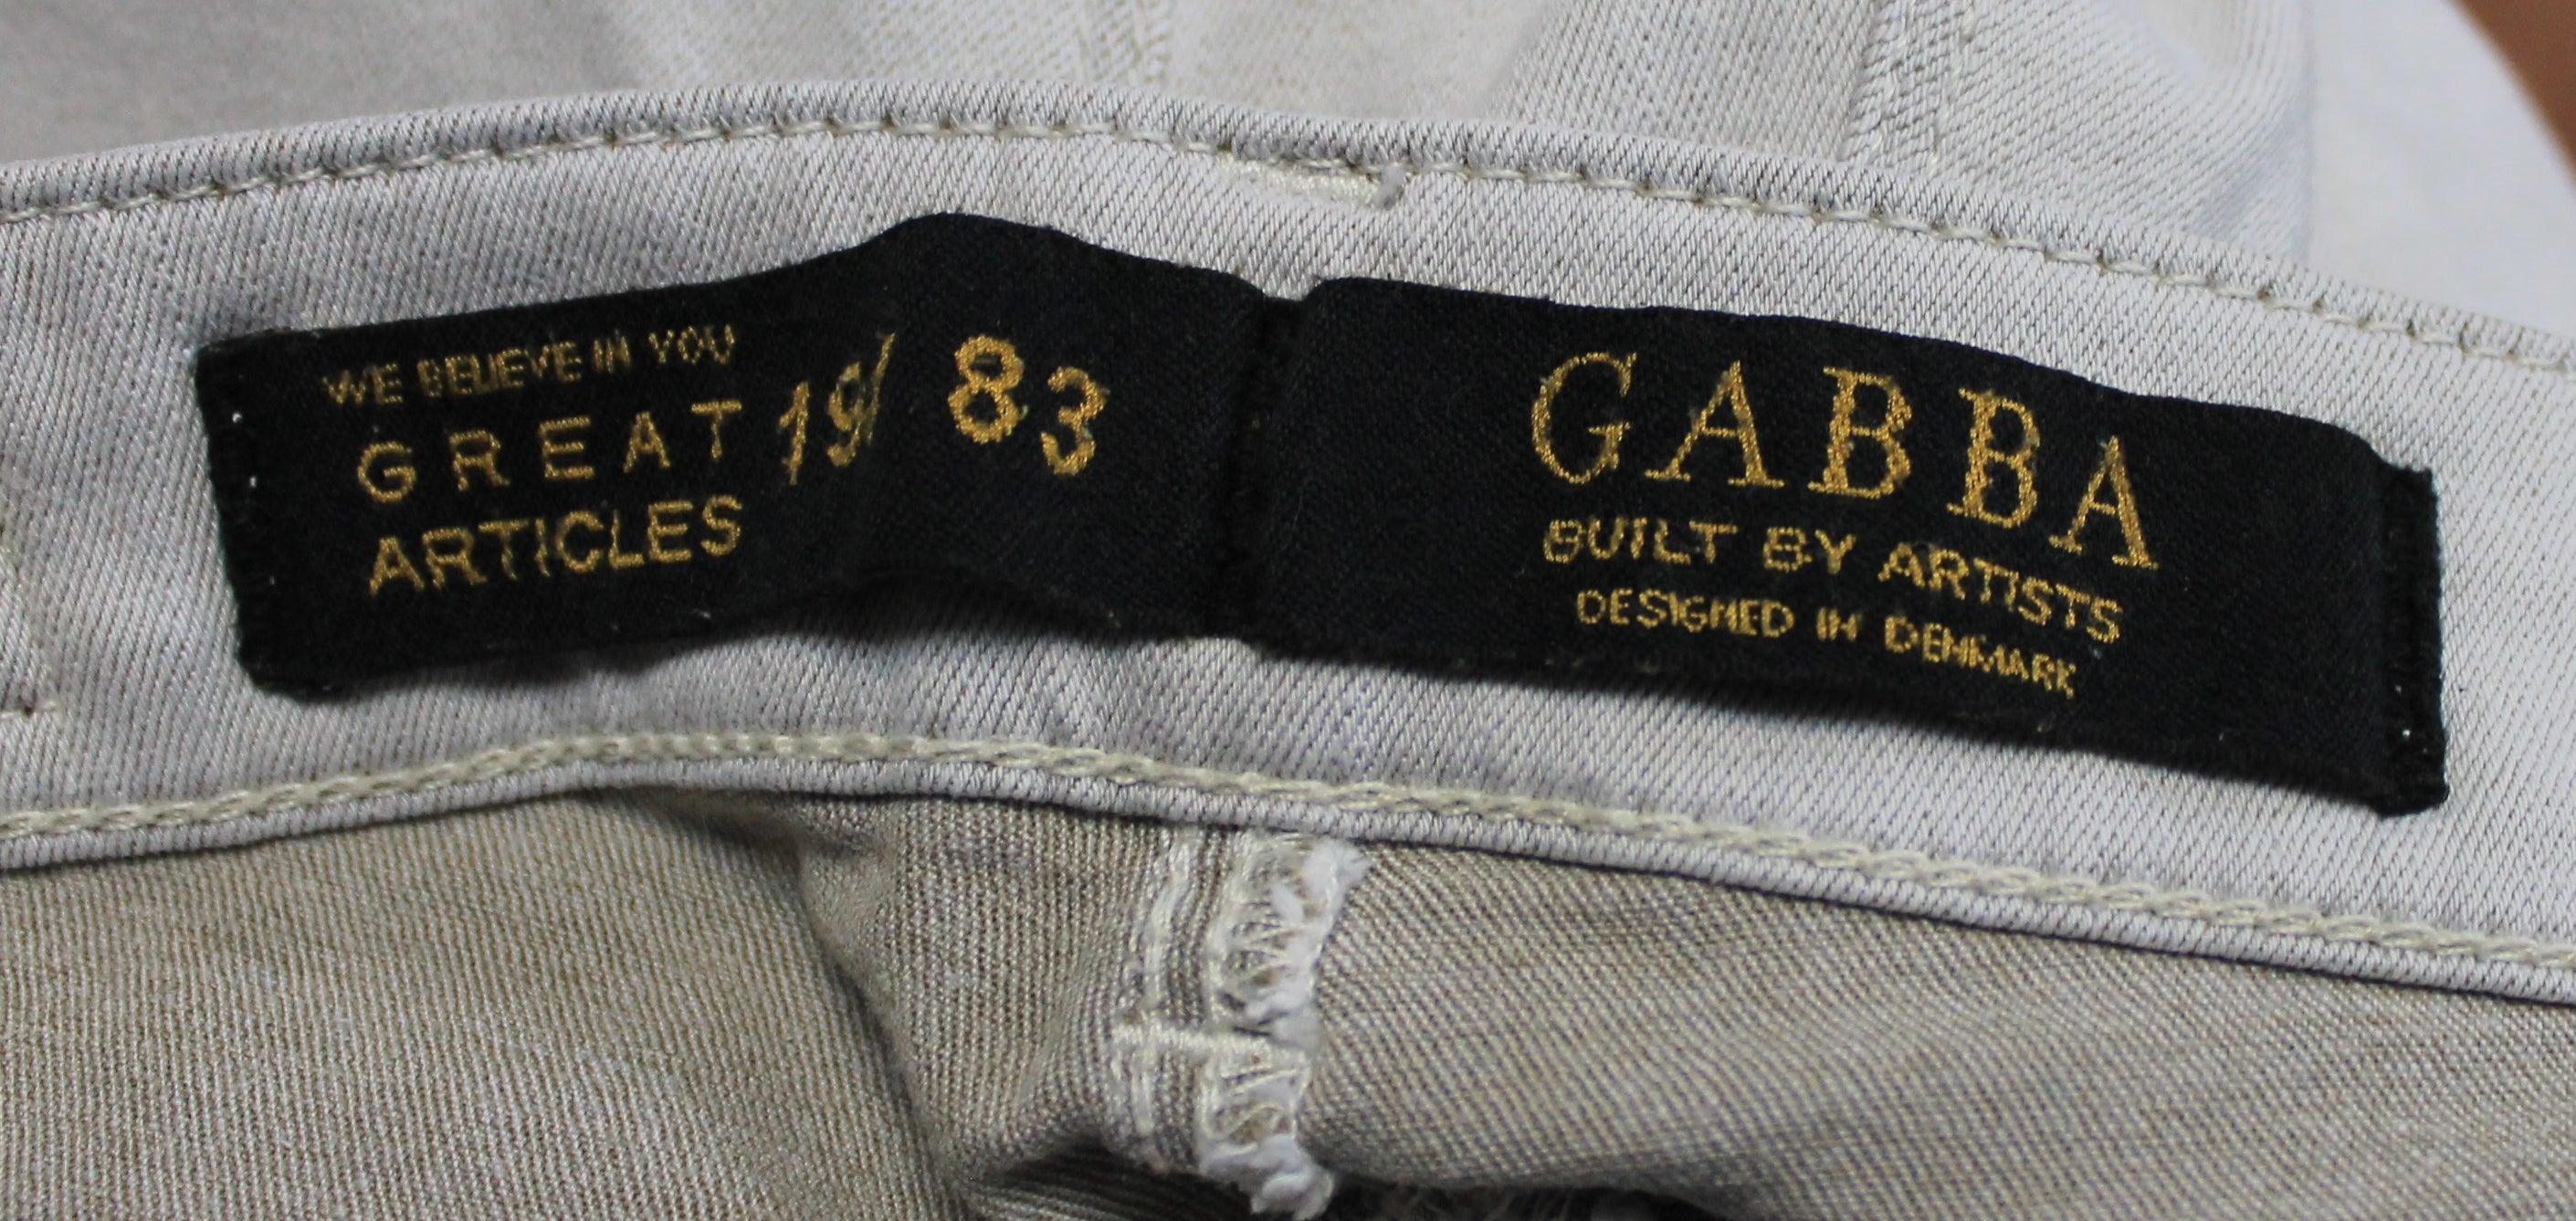 WE BELIEVE IN YOU
GREAT
ARTICLES
19/83
GABBA
BUILT BY ARTISTS
DESIGNED IN DENMARK